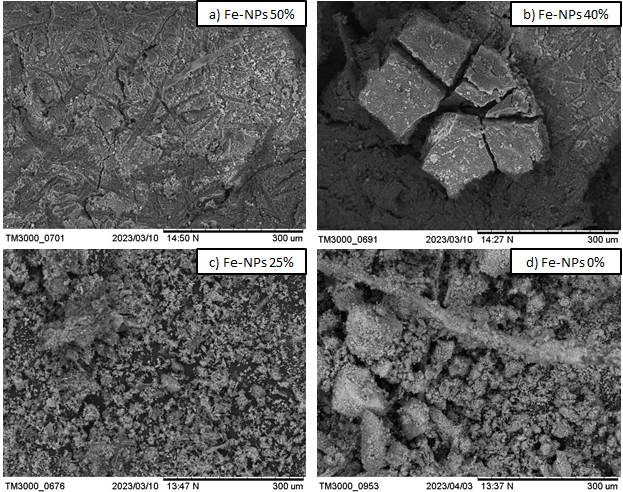 a) Fe-NPs 50%
b) Fe-NPs 40%
TM3000_0701 2023/03/10 14:50 N 300 um
TM3000_0691 2023/03/10 14:27 N 300 um
c) Fe-NPs 25%
d) Fe-NPs 0%
TM3000_0676 2023/03/10 13:47 N 300 um
TM3000_0953 2023/04/03 13:37 N 300 um